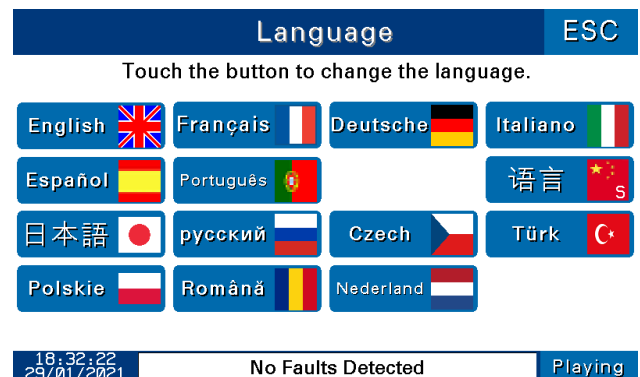 Language ESC
Touch the button to change the language.
English Français Deutsche Italiano
Español Português 语言 S
日本語 русский Czech Türk
Polskie Română Nederland
18:32:22
29/01/2021
No Faults Detected
Playing